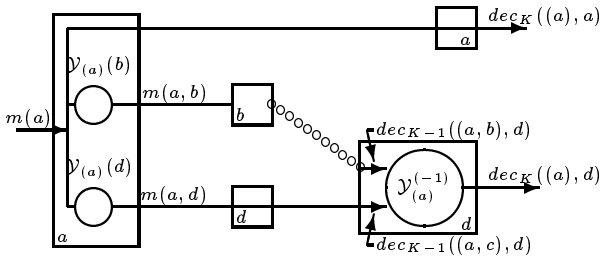 dec_K((a), a)
a
𝒴_(a)(b)
m(a, b)
b
m(a)
dec_{K−1}((a, b), d)
𝒴_(a)(d)
m(a, d)
d
𝒴_(a)^(−1)
dec_K((a), d)
a
d
dec_{K−1}((a, c), d)